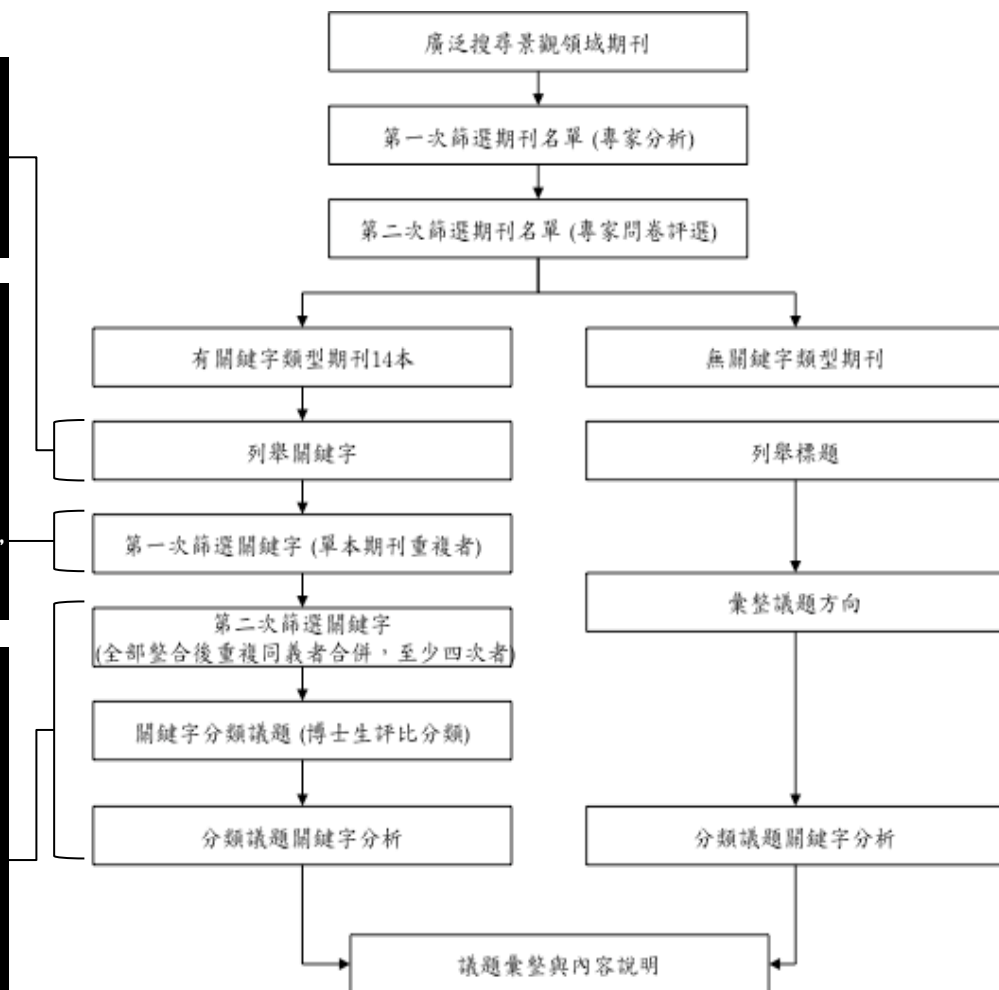 廣泛搜尋景觀領域期刊
第一次篩選期刊名單 (專家分析)
第二次篩選期刊名單 (專家問卷評選)
有關鍵字類型期刊14本
無關鍵字類型期刊
列舉關鍵字
列舉標題
第一次篩選關鍵字 (單本期刊重複者)
彙整議題方向
第二次篩選關鍵字
(全部整合後重複同義者合併，至少四次者)
關鍵字分類議題 (博士生評比分類)
分類議題關鍵字分析
分類議題關鍵字分析
議題彙整與內容說明